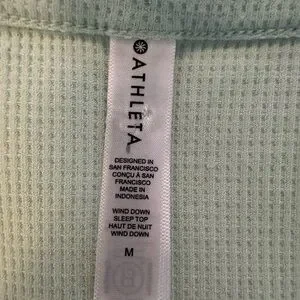 ATHLETA
DESIGNED IN
SAN FRANCISCO
CONÇU À SAN
FRANCISCO
MADE IN
INDONESIA
WIND DOWN
SLEEP TOP
HAUT DE NUIT
WIND DOWN
M